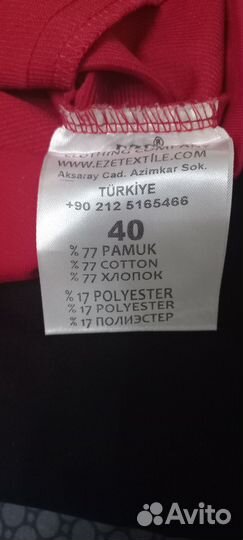 CLOTHING COMPANY
WWW.EZETEXTILE.COM
Aksaray Cad. Azimkar Sok.
TÜRKİYE
+90 212 5165466
40
% 77 PAMUK
% 77 COTTON
% 77 ХЛОПОК
% 17 POLYESTER
% 17 POLYESTER
% 17 ПОЛИЭСТЕР
Avito